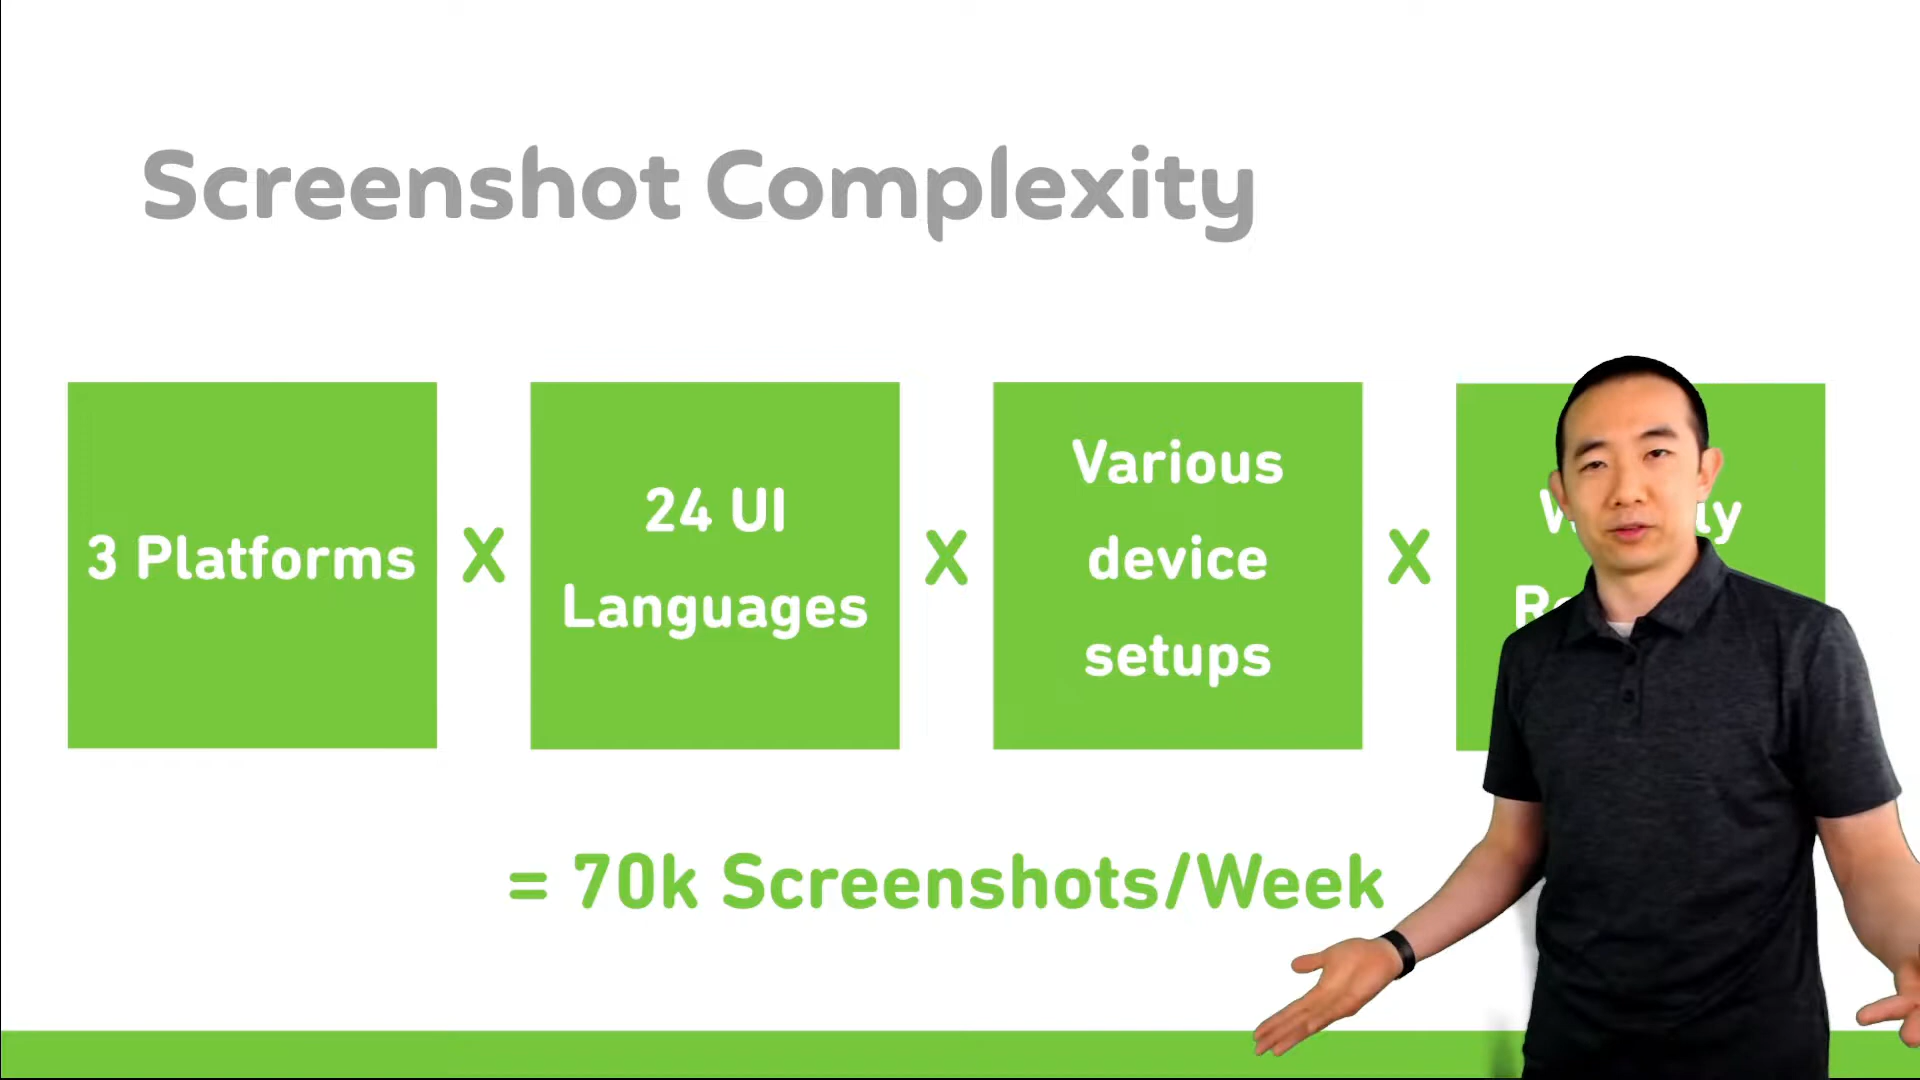 Screenshot Complexity
3 Platforms
X
24 UI
Languages
X
Various
device
setups
X
= 70k Screenshots/Week